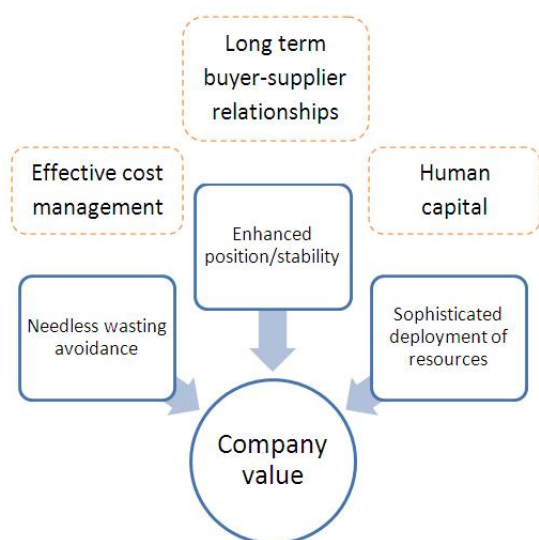 Long term
buyer-supplier
relationships
Effective cost
management
Human
capital
Enhanced
position/stability
Needless wasting
avoidance
Sophisticated
deployment of
resources
Company
value